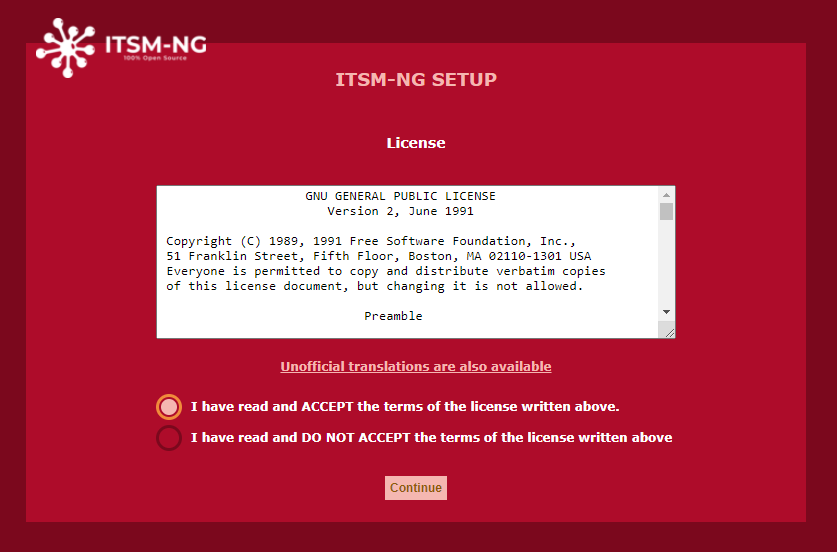 ITSM-NG
100% Open Source
ITSM-NG SETUP
License
GNU GENERAL PUBLIC LICENSE
Version 2, June 1991
Copyright (C) 1989, 1991 Free Software Foundation, Inc.,
51 Franklin Street, Fifth Floor, Boston, MA 02110-1301 USA
Everyone is permitted to copy and distribute verbatim copies
of this license document, but changing it is not allowed.
Preamble
Unofficial translations are also available
I have read and ACCEPT the terms of the license written above.
I have read and DO NOT ACCEPT the terms of the license written above
Continue